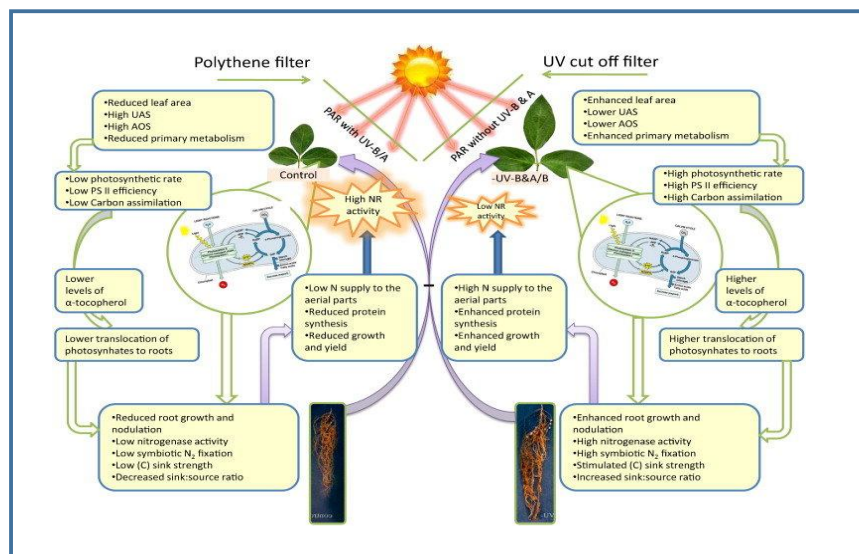 Polythene filter
UV cut off filter
•Reduced leaf area
•High UAS
•High AOS
•Reduced primary metabolism
PAR with UV-B/A
PAR without UV-B & A
•Enhanced leaf area
•Lower UAS
•Lower AOS
•Enhanced primary metabolism
Control
-UV-B&A/B
•Low photosynthetic rate
•Low PS II efficiency
•Low Carbon assimilation
High NR
activity
Low NR
activity
•High photosynthetic rate
•High PS II efficiency
•High Carbon assimilation
Lower
levels of
α-tocopherol
•Low N supply to the
aerial parts
•Reduced protein
synthesis
•Reduced growth
and yield
•High N supply to the
aerial parts
•Enhanced protein
synthesis
•Enhanced growth
and yield
Higher
levels of
α-tocopherol
Lower translocation of
photosynhates to roots
Higher translocation of
photosynhates to roots
•Reduced root growth and
nodulation
•Low nitrogenase activity
•Low symbiotic N₂ fixation
•Low (C) sink strength
•Decreased sink:source ratio
-UV
•Enhanced root growth and
nodulation
•High nitrogenase activity
•High symbiotic N₂ fixation
•Stimulated (C) sink strength
•Increased sink:source ratio